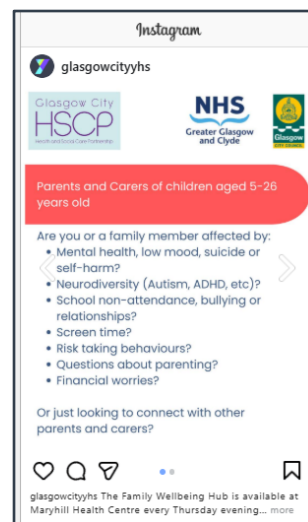 Instagram
glasgowcityyhs
Glasgow City
HSCP
Health and Social Care Partnership
NHS
Greater Glasgow
and Clyde
Glasgow
CITY COUNCIL
Parents and Carers of children aged 5-26
years old
Are you or a family member affected by:
• Mental health, low mood, suicide or
self-harm?
• Neurodiversity (Autism, ADHD, etc)?
• School non-attendance, bullying or
relationships?
• Screen time?
• Risk taking behaviours?
• Questions about parenting?
• Financial worries?
Or just looking to connect with other
parents and carers?
glasgowcityyhs The Family Wellbeing Hub is available at
Maryhill Health Centre every Thursday evening... more